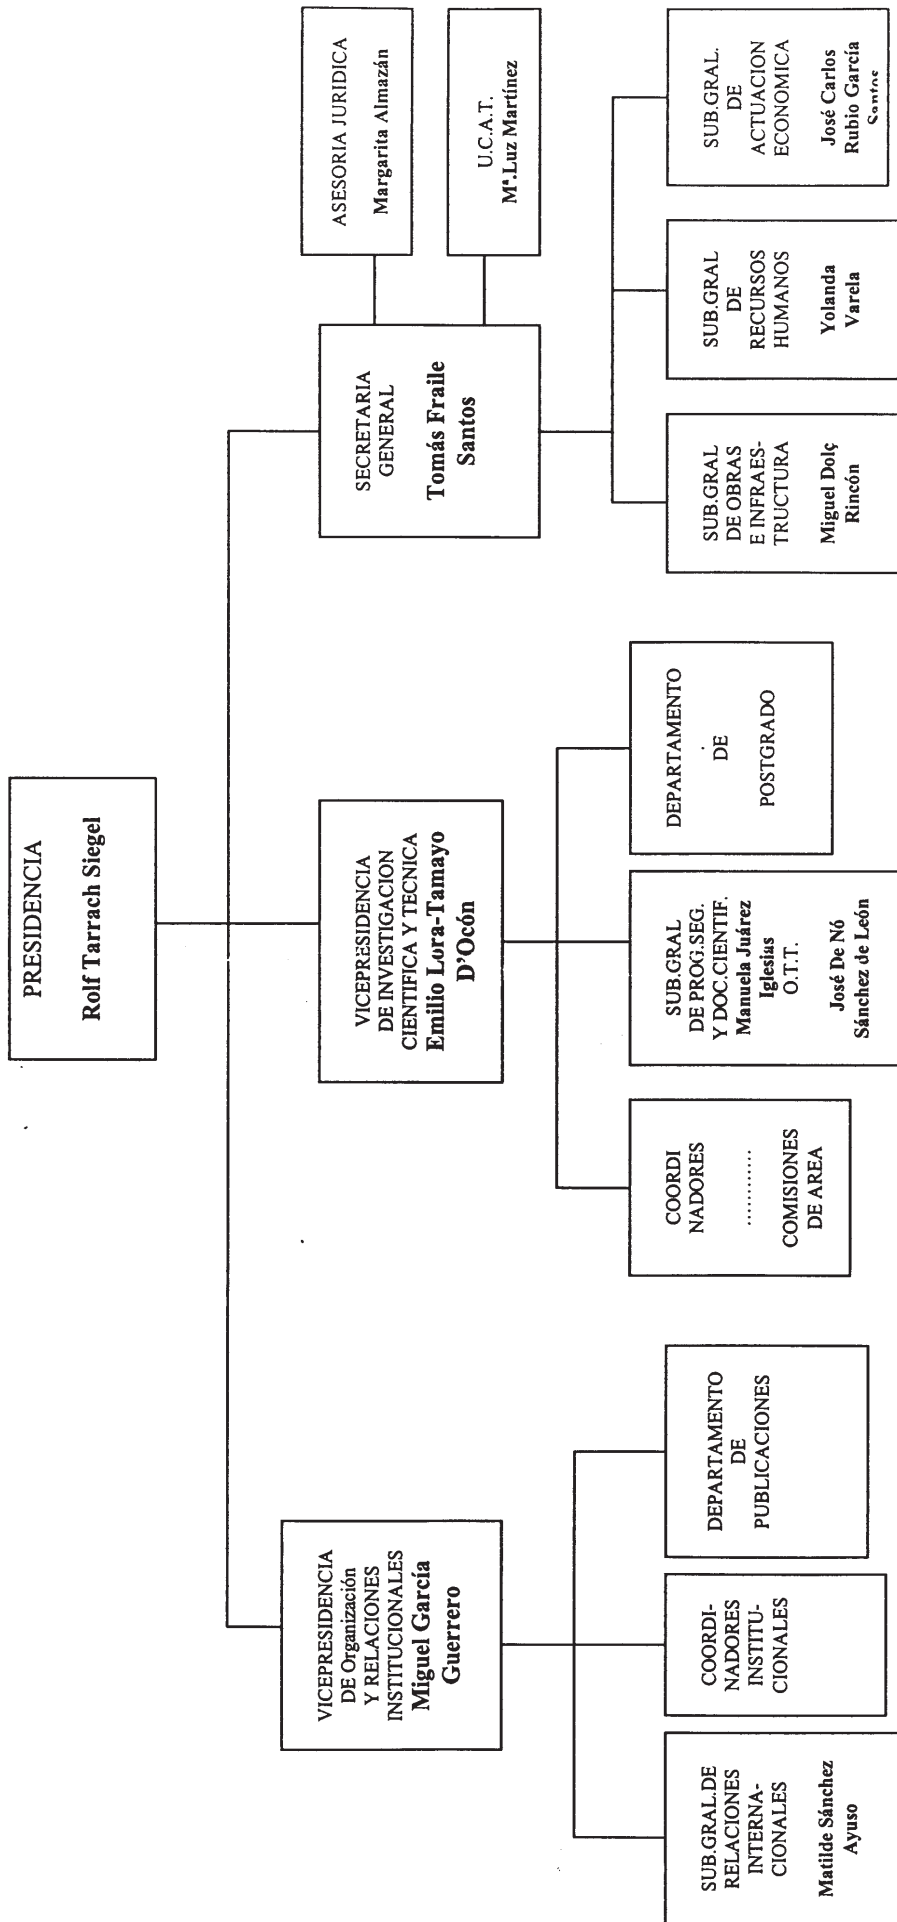 PRESIDENCIA
Rolf Tarrach Siegel
VICEPRESIDENCIA
DE Organización
Y RELACIONES
INSTITUCIONALES
Miguel García
Guerrero
VICEPRESIDENCIA
DE INVESTIGACION
CIENTIFICA Y TECNICA
Emilio Lora-Tamayo
D'Ocón
SECRETARIA
GENERAL
Tomás Fraile
Santos
ASESORIA JURIDICA
Margarita Almazán
U.C.A.T.
Mª.Luz Martínez
SUB.GRAL.DE
RELACIONES
INTERNA-
CIONALES
Matilde Sánchez
Ayuso
COORDI-
NADORES
INSTITU-
CIONALES
DEPARTAMENTO
DE
PUBLICACIONES
COORDI
NADORES
............
COMISIONES
DE AREA
SUB.GRAL
DE PROG.SEG.
Y DOC.CIENTIF.
Manuela Juárez
Iglesias
O.T.T.
José De Nó
Sánchez de León
DEPARTAMENTO
DE
POSTGRADO
SUB.GRAL
DE OBRAS
E INFRAES-
TRUCTURA
Miguel Dolç
Rincón
SUB.GRAL
DE
RECURSOS
HUMANOS
Yolanda
Varela
SUB.GRAL.
DE
ACTUACION
ECONOMICA
José Carlos
Rubio García
Santos